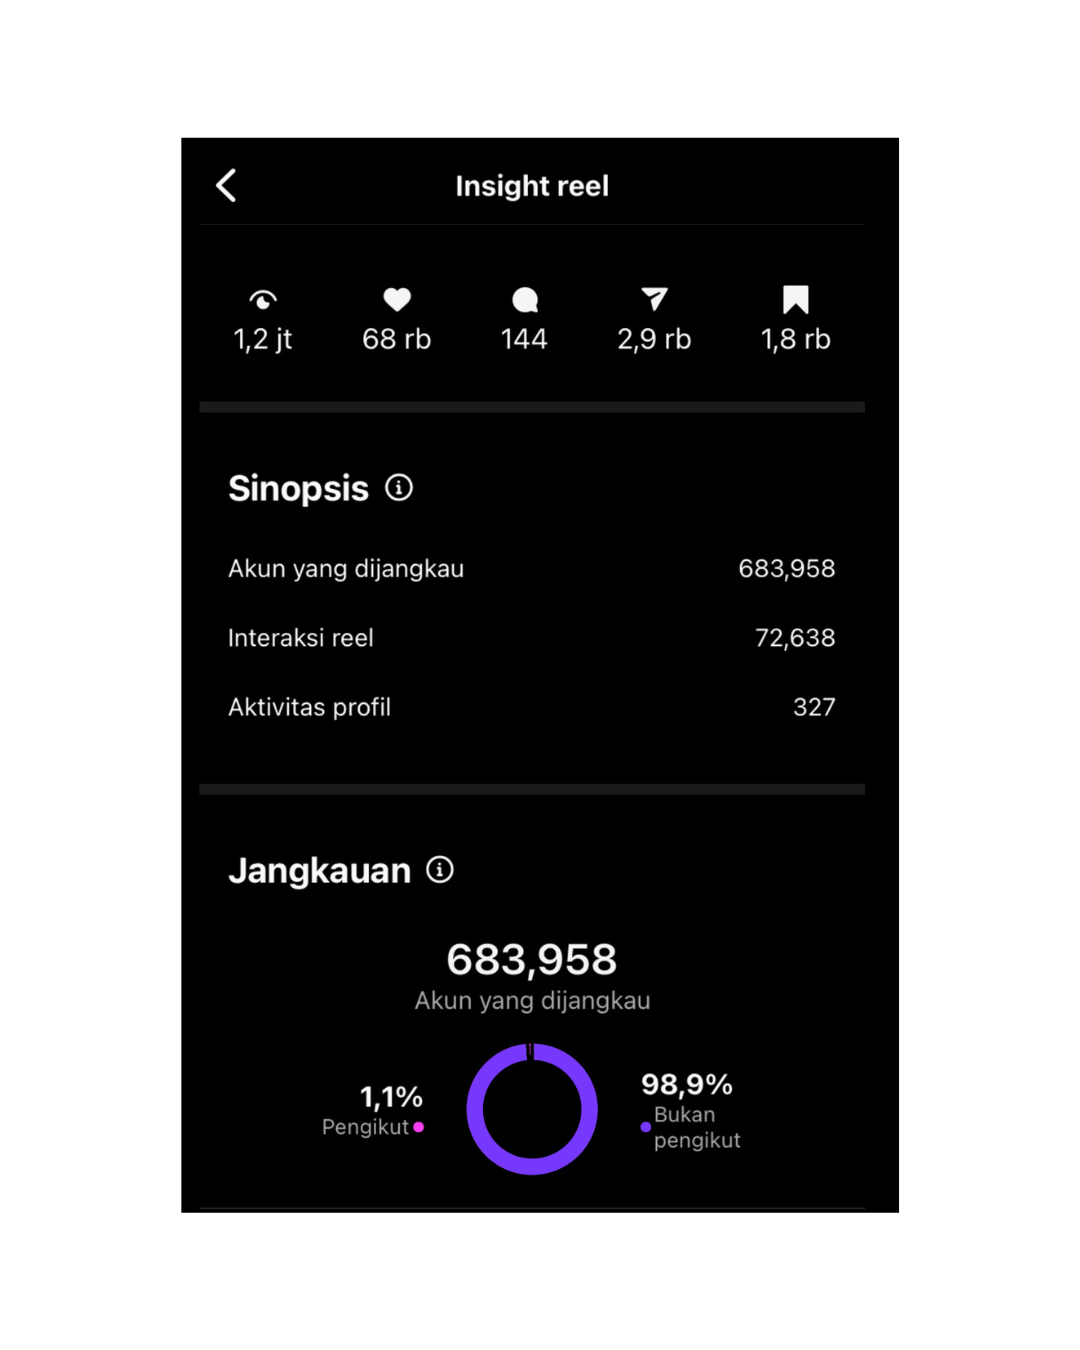 Insight reel
1,2 jt 68 rb 144 2,9 rb 1,8 rb
Sinopsis
Akun yang dijangkau 683,958
Interaksi reel 72,638
Aktivitas profil 327
Jangkauan
683,958
Akun yang dijangkau
1,1%
Pengikut
98,9%
Bukan
pengikut